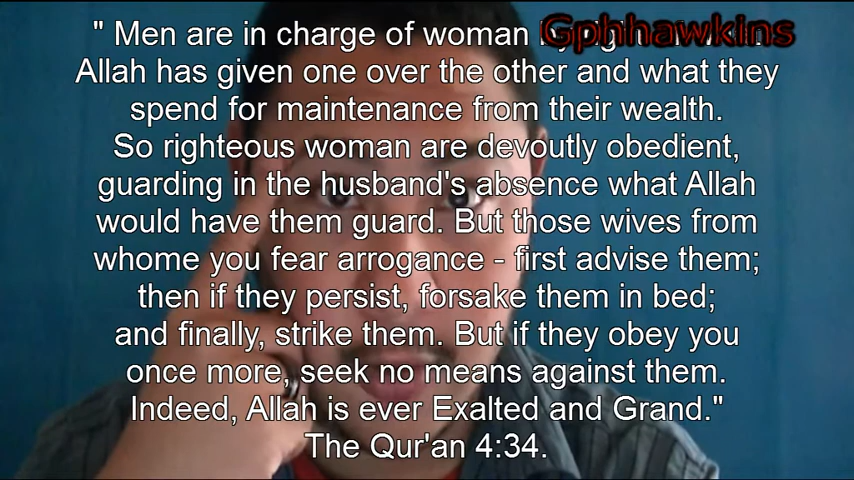 " Men are in charge of woman
Gphhawkins
Allah has given one over the other and what they
spend for maintenance from their wealth.
So righteous woman are devoutly obedient,
guarding in the husband's absence what Allah
would have them guard. But those wives from
whome you fear arrogance - first advise them;
then if they persist, forsake them in bed;
and finally, strike them. But if they obey you
once more, seek no means against them.
Indeed, Allah is ever Exalted and Grand."
The Qur'an 4:34.